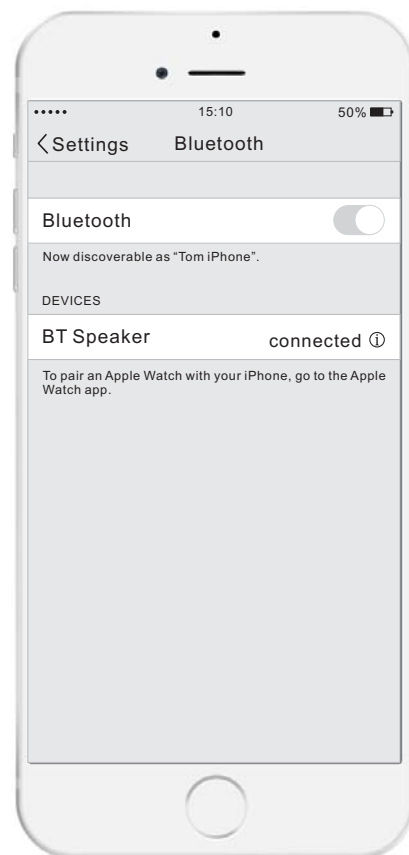 15:10 50%
Settings Bluetooth
Bluetooth
Now discoverable as “Tom iPhone”.
DEVICES
BT Speaker connected
To pair an Apple Watch with your iPhone, go to the Apple
Watch app.